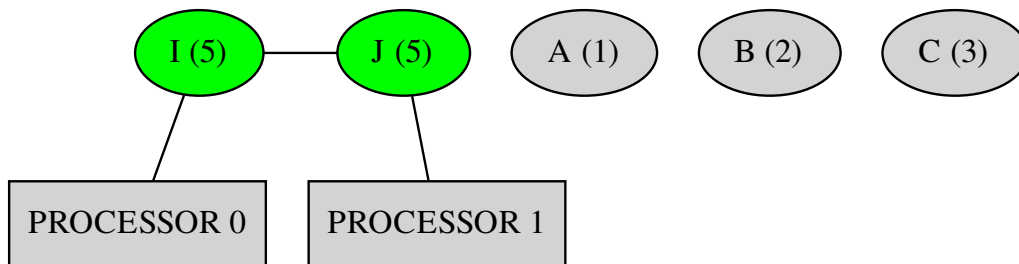 I (5) J (5) A (1) B (2) C (3)
PROCESSOR 0 PROCESSOR 1